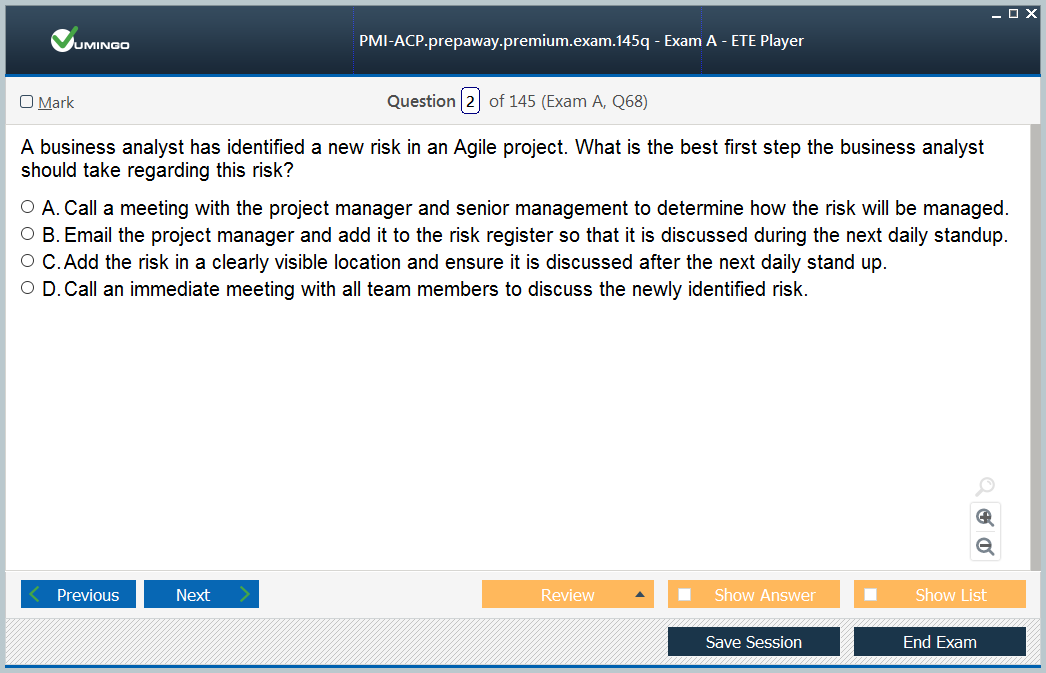 VUMINGO
PMI-ACP.prepaway.premium.exam.145q - Exam A - ETE Player
Mark
Question 2 of 145 (Exam A, Q68)
A business analyst has identified a new risk in an Agile project. What is the best first step the business analyst
should take regarding this risk?
A. Call a meeting with the project manager and senior management to determine how the risk will be managed.
B. Email the project manager and add it to the risk register so that it is discussed during the next daily standup.
C. Add the risk in a clearly visible location and ensure it is discussed after the next daily stand up.
D. Call an immediate meeting with all team members to discuss the newly identified risk.
Previous Next Review Show Answer Show List
Save Session End Exam